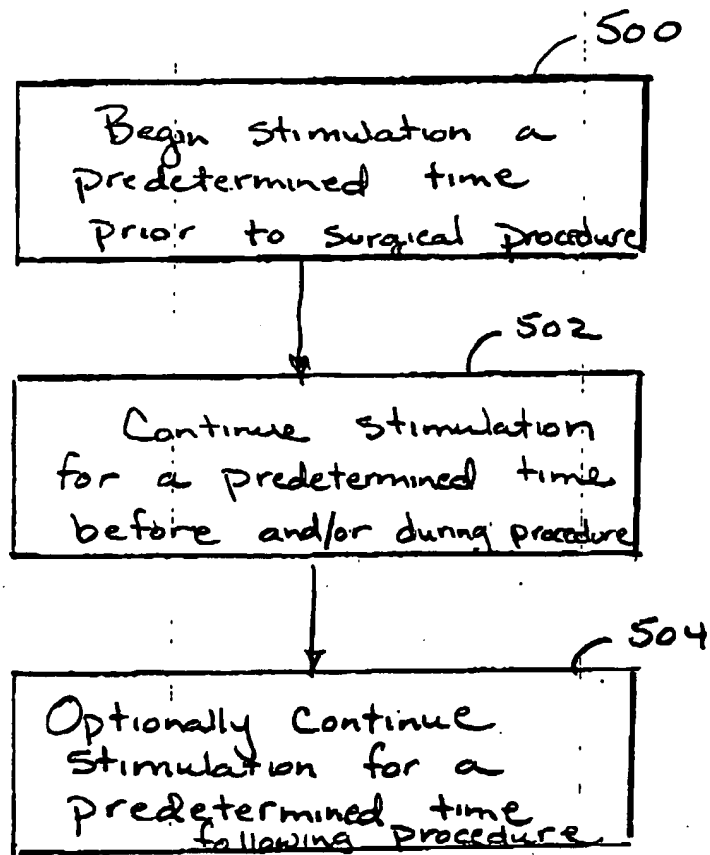 500
Begin stimulation a
predetermined time
prior to surgical procedure
502
Continue stimulation
for a predetermined time
before and/or during procedure
504
Optionally continue
stimulation for a
predetermined time
following procedure